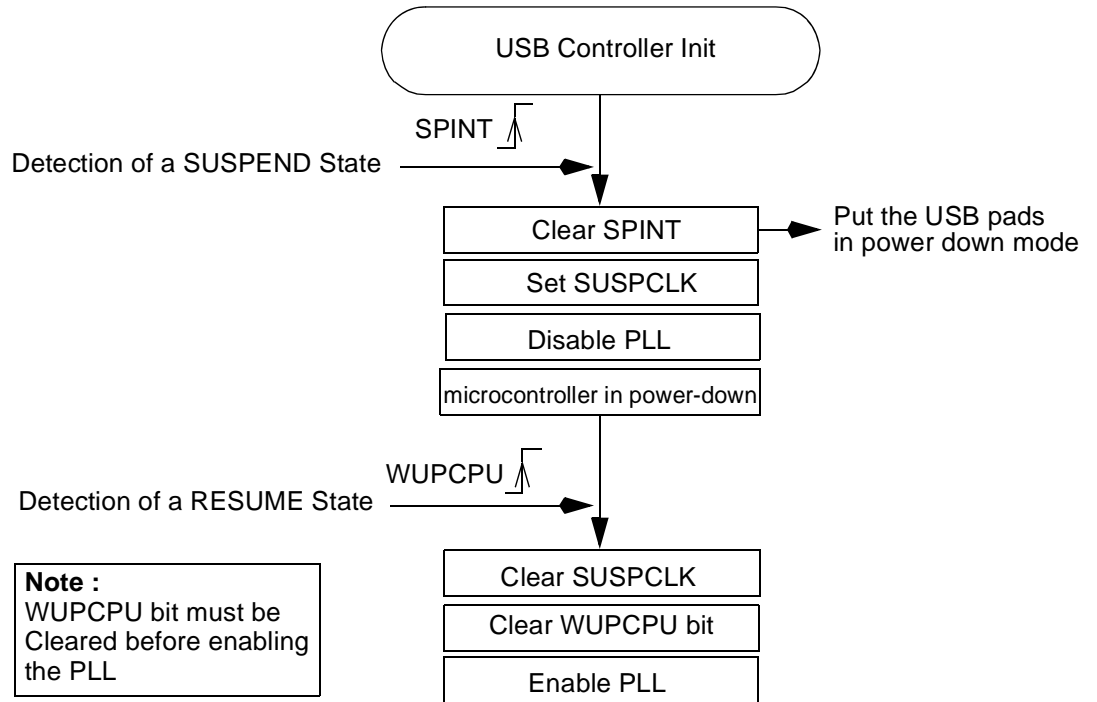 USB Controller Init
SPINT
Detection of a SUSPEND State
Clear SPINT
Put the USB pads
in power down mode
Set SUSPCLK
Disable PLL
microcontroller in power-down
WUPCPU
Detection of a RESUME State
Clear SUSPCLK
Clear WUPCPU bit
Enable PLL
Note :
WUPCPU bit must be
Cleared before enabling
the PLL